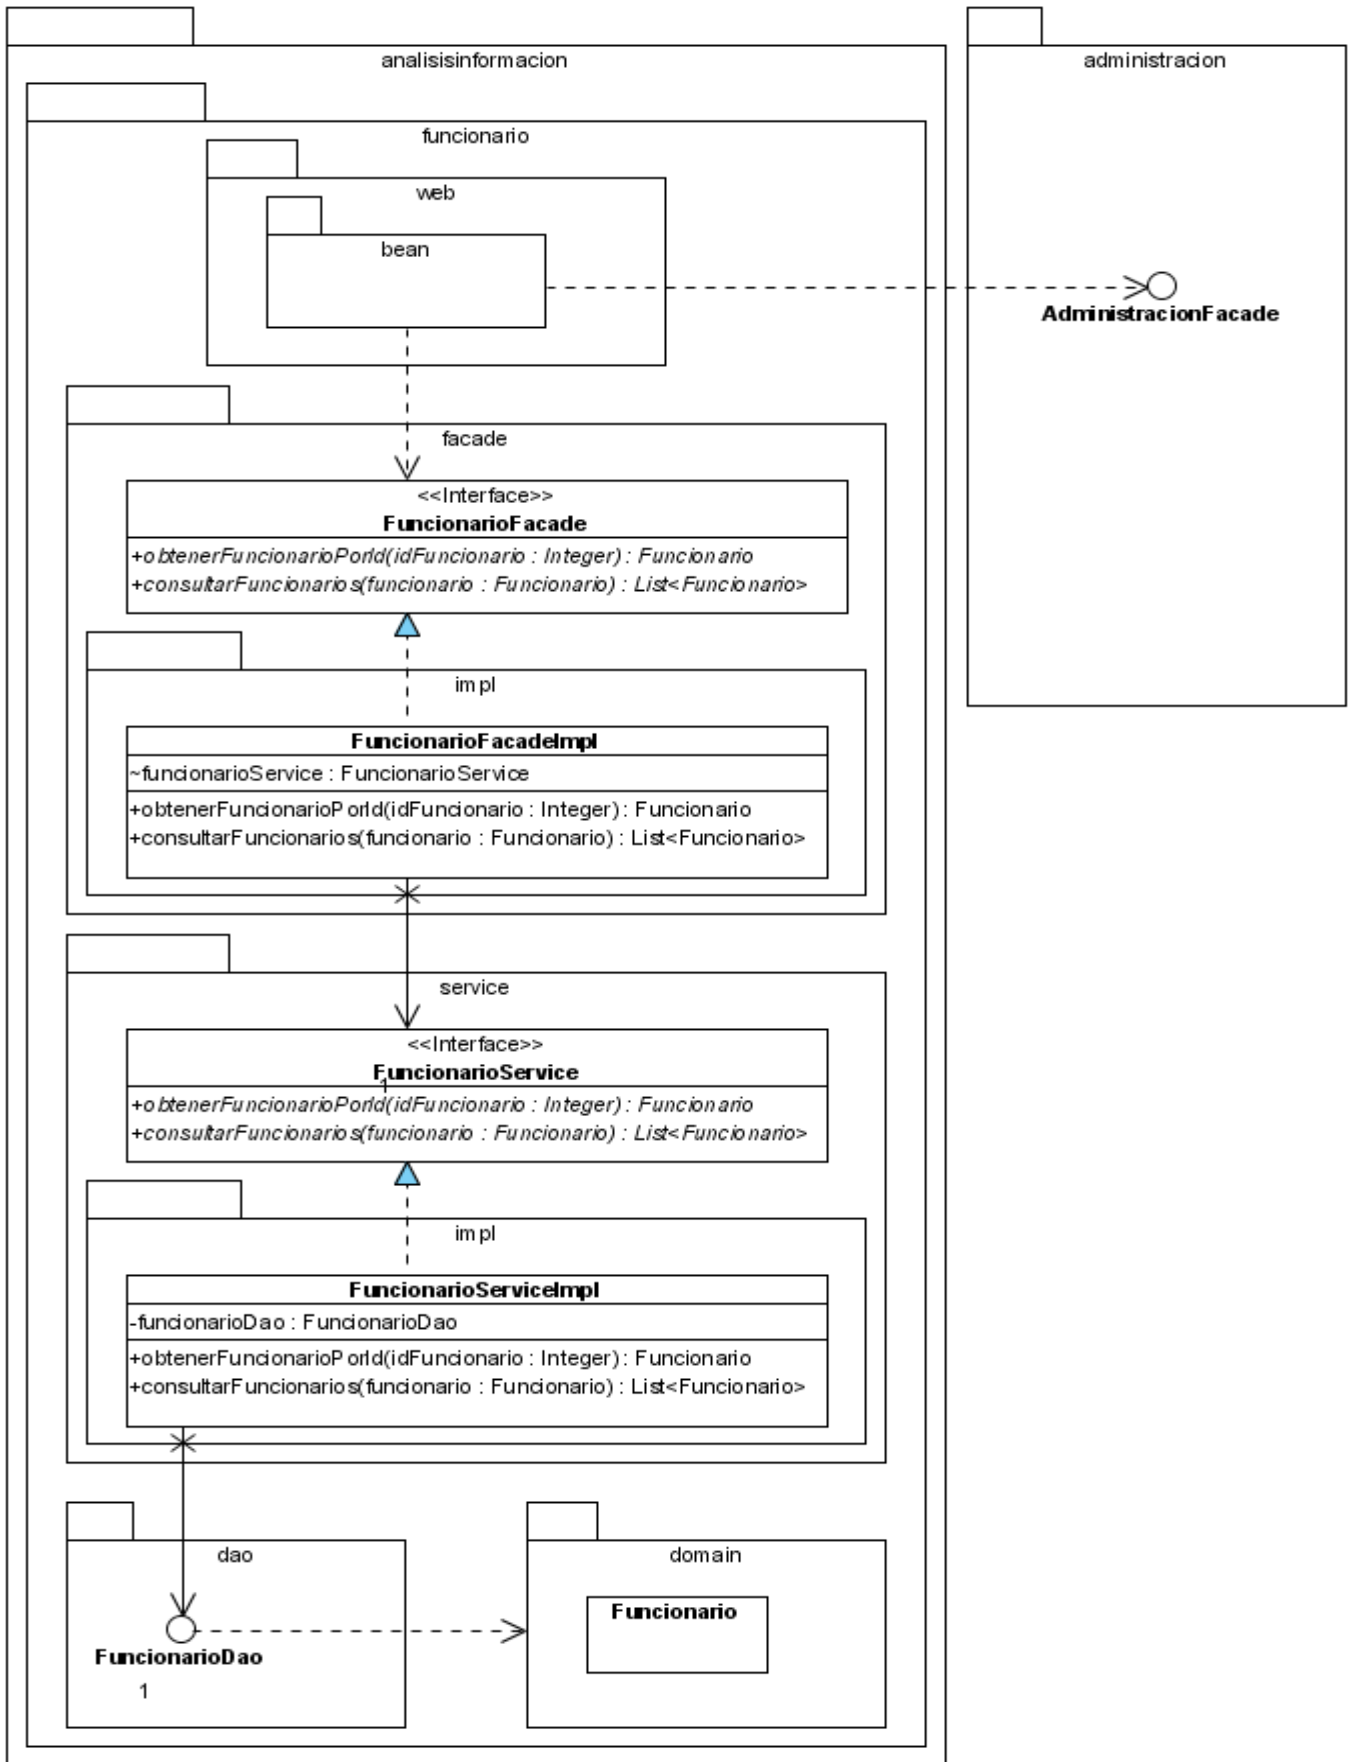 analisisinformacion
administracion
funcionario
web
bean
AdministracionFacade
facade
<<Interface>>
FuncionarioFacade
+obtenerFuncionarioPorId(idFuncionario : Integer) : Funcionario
+consultarFuncionarios(funcionario : Funcionario) : List<Funcionario>
impl
FuncionarioFacadeImpl
~funcionarioService : FuncionarioService
+obtenerFuncionarioPorId(idFuncionario : Integer) : Funcionario
+consultarFuncionarios(funcionario : Funcionario) : List<Funcionario>
service
<<Interface>>
FuncionarioService
1
+obtenerFuncionarioPorId(idFuncionario : Integer) : Funcionario
+consultarFuncionarios(funcionario : Funcionario) : List<Funcionario>
impl
FuncionarioServiceImpl
-funcionarioDao : FuncionarioDao
+obtenerFuncionarioPorId(idFuncionario : Integer) : Funcionario
+consultarFuncionarios(funcionario : Funcionario) : List<Funcionario>
dao
domain
Funcionario
FuncionarioDao
1